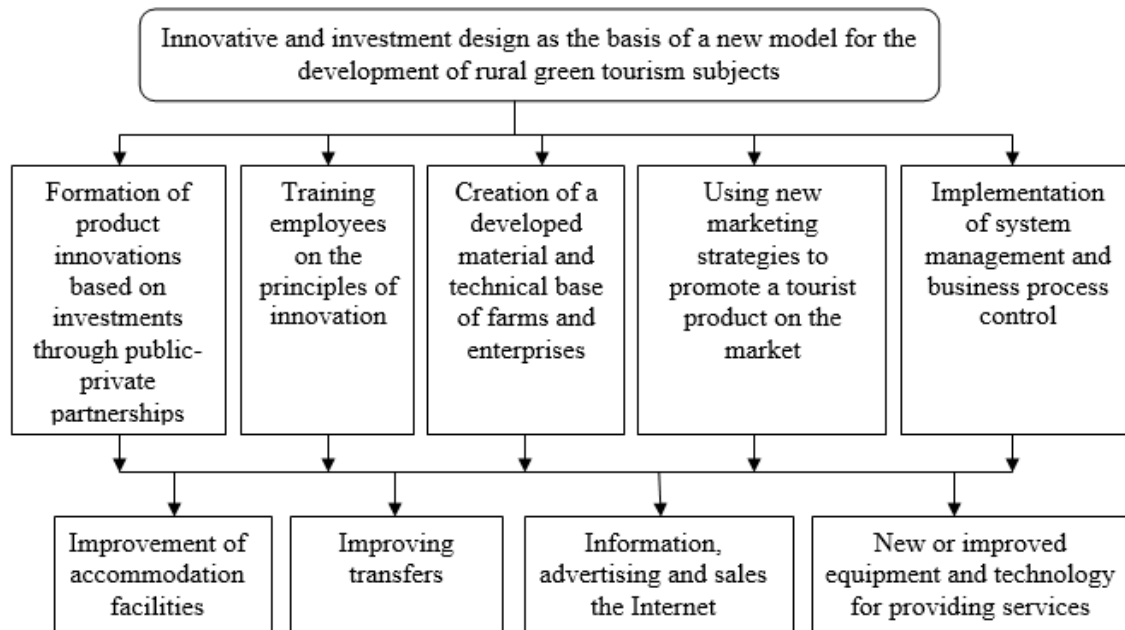 Innovative and investment design as the basis of a new model for the
development of rural green tourism subjects
Formation of
product
innovations
based on
investments
through public-
private
partnerships
Training
employees
on the
principles of
innovation
Creation of a
developed
material and
technical base
of farms and
enterprises
Using new
marketing
strategies to
promote a tourist
product on the
market
Implementation
of system
management and
business process
control
Improvement of
accommodation
facilities
Improving
transfers
Information,
advertising and sales
the Internet
New or improved
equipment and technology
for providing services